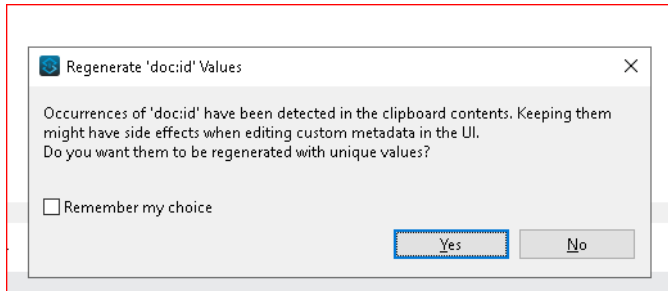 Regenerate 'doc:id' Values
Occurrences of 'doc:id' have been detected in the clipboard contents. Keeping them
might have side effects when editing custom metadata in the UI.
Do you want them to be regenerated with unique values?
Remember my choice
Yes
No